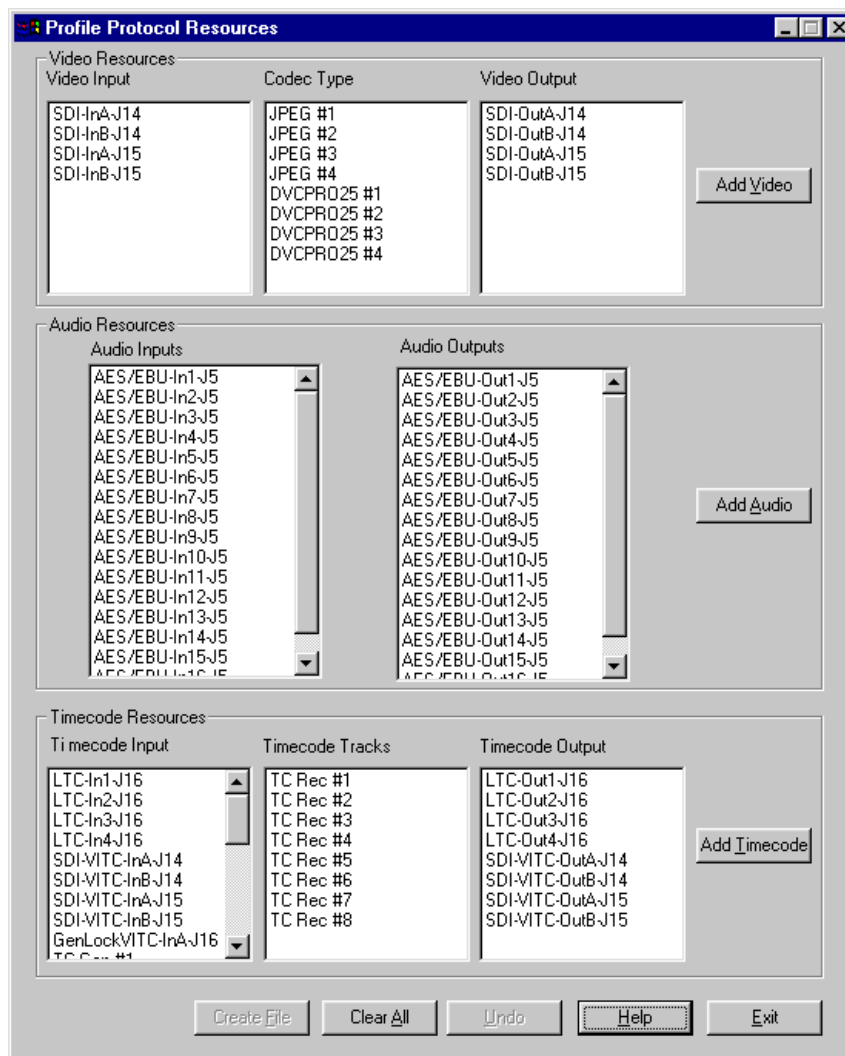 Profile Protocol Resources
Video Resources
Video Input
Codec Type
Video Output
SDI-InA-J14
SDI-InB-J14
SDI-InA-J15
SDI-InB-J15
JPEG #1
JPEG #2
JPEG #3
JPEG #4
DVCPRO25 #1
DVCPRO25 #2
DVCPRO25 #3
DVCPRO25 #4
SDI-OutA-J14
SDI-OutB-J14
SDI-OutA-J15
SDI-OutB-J15
Add Video
Audio Resources
Audio Inputs
Audio Outputs
AES/EBU-In1-J5
AES/EBU-In2-J5
AES/EBU-In3-J5
AES/EBU-In4-J5
AES/EBU-In5-J5
AES/EBU-In6-J5
AES/EBU-In7-J5
AES/EBU-In8-J5
AES/EBU-In9-J5
AES/EBU-In10-J5
AES/EBU-In11-J5
AES/EBU-In12-J5
AES/EBU-In13-J5
AES/EBU-In14-J5
AES/EBU-In15-J5
AES/EBU-In16-J5
AES/EBU-Out1-J5
AES/EBU-Out2-J5
AES/EBU-Out3-J5
AES/EBU-Out4-J5
AES/EBU-Out5-J5
AES/EBU-Out6-J5
AES/EBU-Out7-J5
AES/EBU-Out8-J5
AES/EBU-Out9-J5
AES/EBU-Out10-J5
AES/EBU-Out11-J5
AES/EBU-Out12-J5
AES/EBU-Out13-J5
AES/EBU-Out14-J5
AES/EBU-Out15-J5
AES/EBU-Out16-J5
Add Audio
Timecode Resources
Ti mecode Input
Timecode Tracks
Timecode Output
LTC-In1-J16
LTC-In2-J16
LTC-In3-J16
LTC-In4-J16
SDI-VITC-InA-J14
SDI-VITC-InB-J14
SDI-VITC-InA-J15
SDI-VITC-InB-J15
GenLockVITC-InA-J16
TC Gen #1
TC Rec #1
TC Rec #2
TC Rec #3
TC Rec #4
TC Rec #5
TC Rec #6
TC Rec #7
TC Rec #8
LTC-Out1-J16
LTC-Out2-J16
LTC-Out3-J16
LTC-Out4-J16
SDI-VITC-OutA-J14
SDI-VITC-OutB-J14
SDI-VITC-OutA-J15
SDI-VITC-OutB-J15
Add Timecode
Create File
Clear All
Undo
Help
Exit